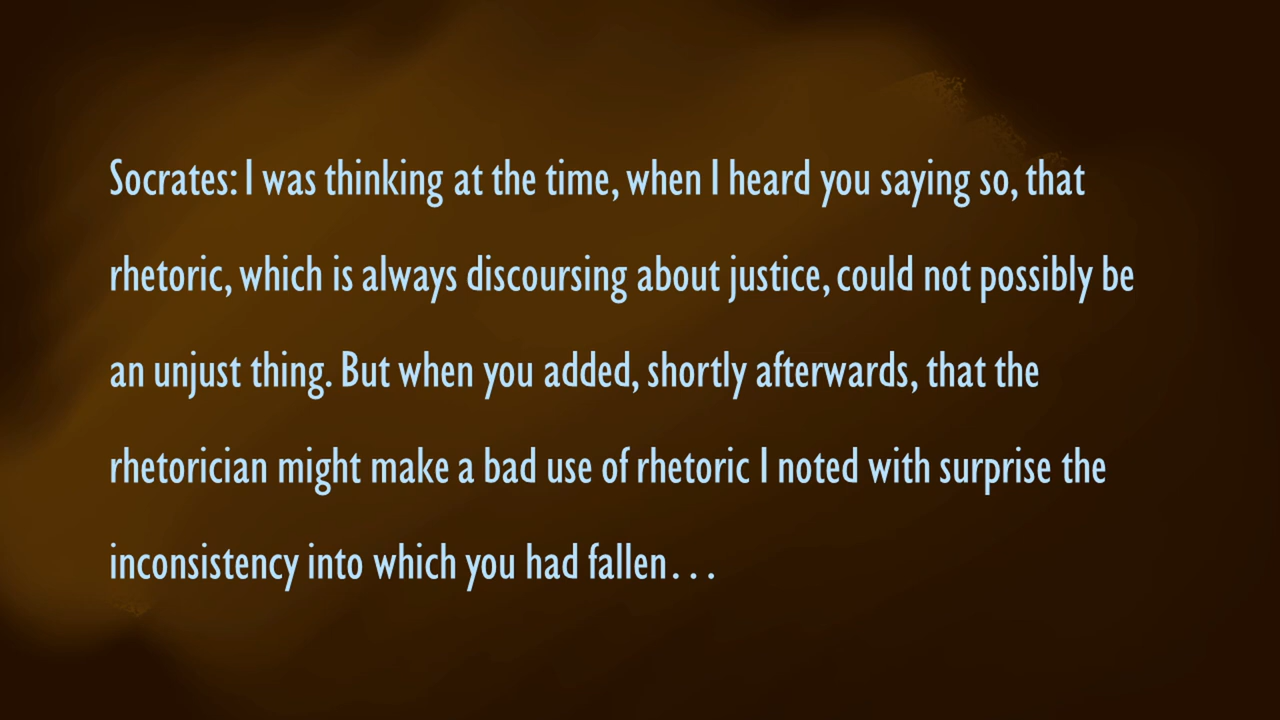 Socrates: I was thinking at the time, when I heard you saying so, that
rhetoric, which is always discoursing about justice, could not possibly be
an unjust thing. But when you added, shortly afterwards, that the
rhetorician might make a bad use of rhetoric I noted with surprise the
inconsistency into which you had fallen…